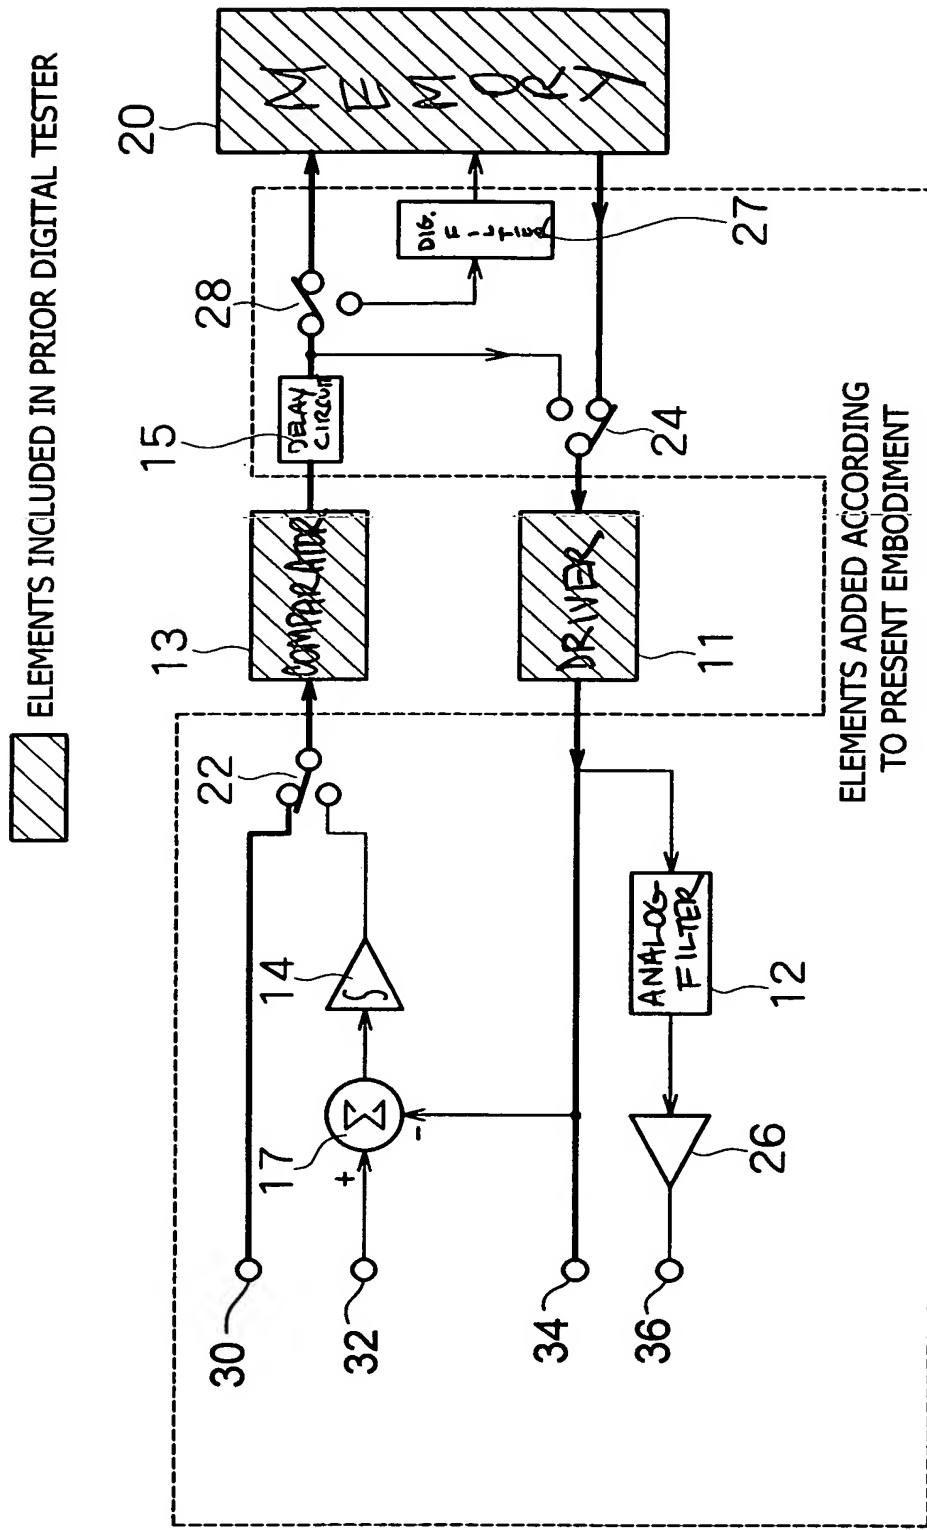 ELEMENTS INCLUDED IN PRIOR DIGITAL TESTER
30
22
13
COMPARATOR
15
DELAY
CIRCUIT
28
20
MEMORY
32
+
17
Σ
-
14
∫
DIG.
27
34
DRIVER
11
24
36
26
ANALOG
FILTER
12
ELEMENTS ADDED ACCORDING
TO PRESENT EMBODIMENT